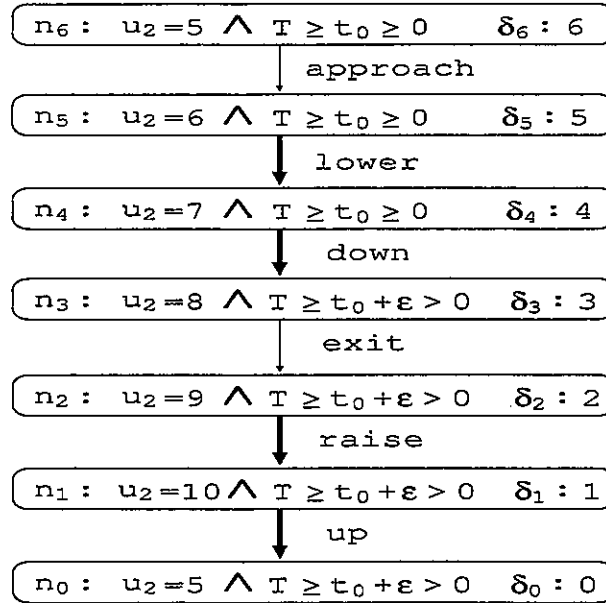 n₆ : u₂=5 ∧ T ≥ t₀ ≥ 0 δ₆ : 6
approach
n₅ : u₂=6 ∧ T ≥ t₀ ≥ 0 δ₅ : 5
lower
n₄ : u₂=7 ∧ T ≥ t₀ ≥ 0 δ₄ : 4
down
n₃ : u₂=8 ∧ T ≥ t₀+ε > 0 δ₃ : 3
exit
n₂ : u₂=9 ∧ T ≥ t₀+ε > 0 δ₂ : 2
raise
n₁ : u₂=10 ∧ T ≥ t₀+ε > 0 δ₁ : 1
up
n₀ : u₂=5 ∧ T ≥ t₀+ε > 0 δ₀ : 0